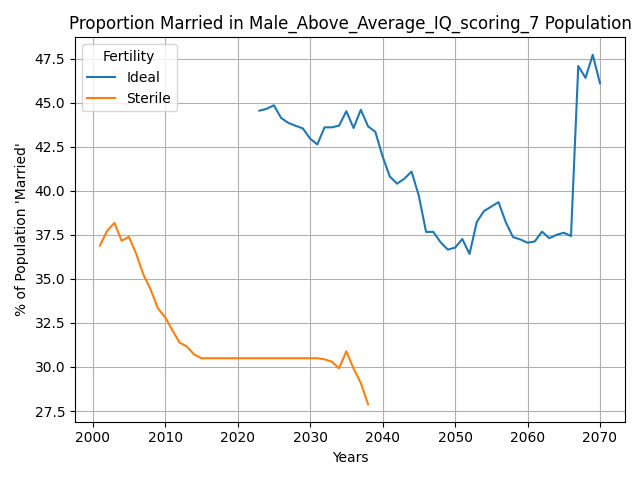 Proportion Married in Male_Above_Average_IQ_scoring_7 Population
% of Population 'Married'
47.5
45.0
42.5
40.0
37.5
35.0
32.5
30.0
27.5
Fertility
Ideal
Sterile
2000 2010 2020 2030 2040 2050 2060 2070
Years